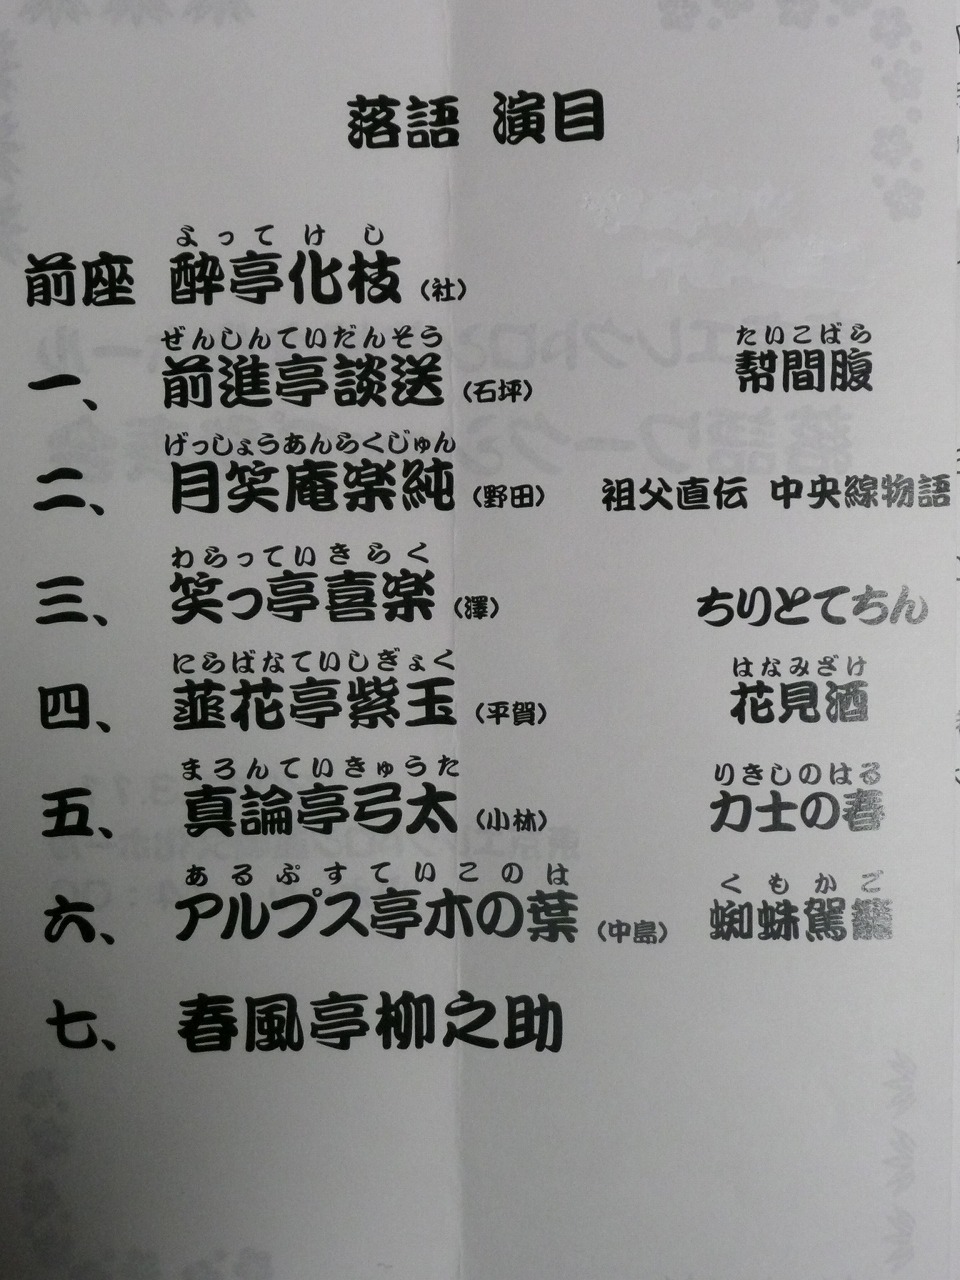 落語 演目
よってけし
前座 酔亭化枝（社）
ぜんしんていだんそう たいこばら
一、 前進亭談送（石坪） 幇間腹
げっしょうあんらくじゅん
二、 月笑庵楽純（野田） 祖父直伝 中央線物語
わらっていきらく
三、 笑っ亭喜楽（澤） ちりとてちん
にらばなていしぎょく はなみざけ
四、 韮花亭紫玉（平賀） 花見酒
まろんていきゅうた りきしのはる
五、 真論亭弓太（小林） 力士の春
あるぷすていこのは くもかご
六、 アルプス亭木の葉（中島） 蜘蛛駕籠
七、 春風亭柳之助